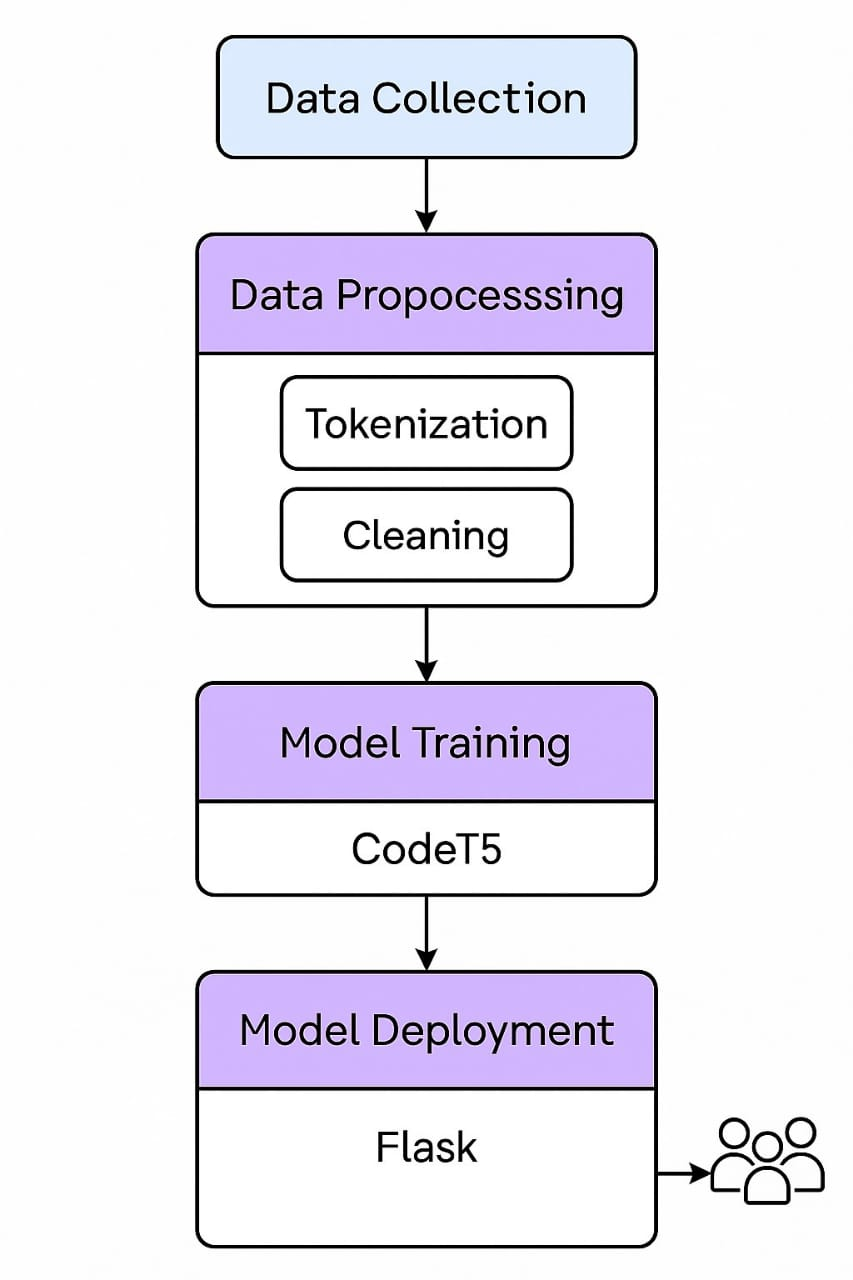 Data Collection
Data Propocesssing
Tokenization
Cleaning
Model Training
CodeT5
Model Deployment
Flask